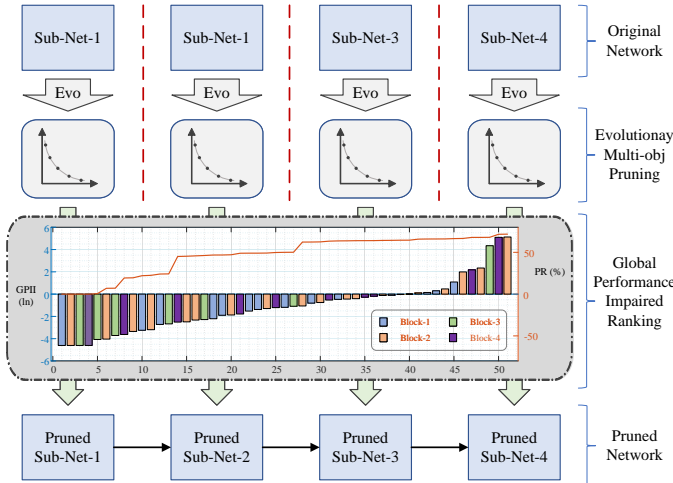 Sub-Net-1
Sub-Net-1
Sub-Net-3
Sub-Net-4
Original
Network
Evo
Evo
Evo
Evo
Evolutionay
Multi-obj
Pruning
6
4
2
0
-2
-4
-6
GPII
(ln)
50
0
-50
PR (%)
Block-1
Block-3
Block-2
Block-4
0
5
10
15
20
25
30
35
40
45
50
Global
Performance
Impaired
Ranking
Pruned
Sub-Net-1
Pruned
Sub-Net-2
Pruned
Sub-Net-3
Pruned
Sub-Net-4
Pruned
Network